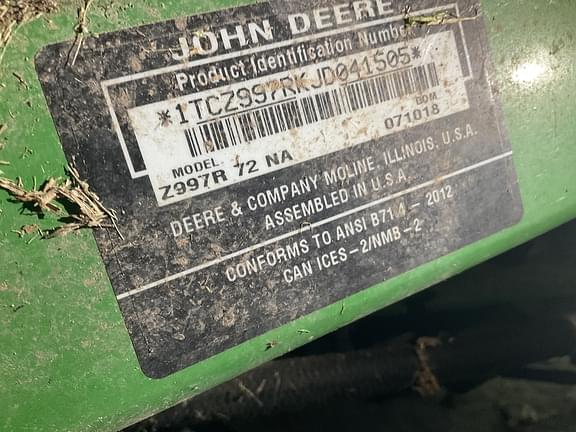 JOHN DEERE
Product Identification Number
*1TCZ997RKJD041505*
MODEL:
DOM
Z997R 72 NA
071018
DEERE & COMPANY MOLINE, ILLINOIS, U.S.A.
ASSEMBLED IN U.S.A.
CONFORMS TO ANSI B71.4 - 2012
CAN ICES-2/NMB-2